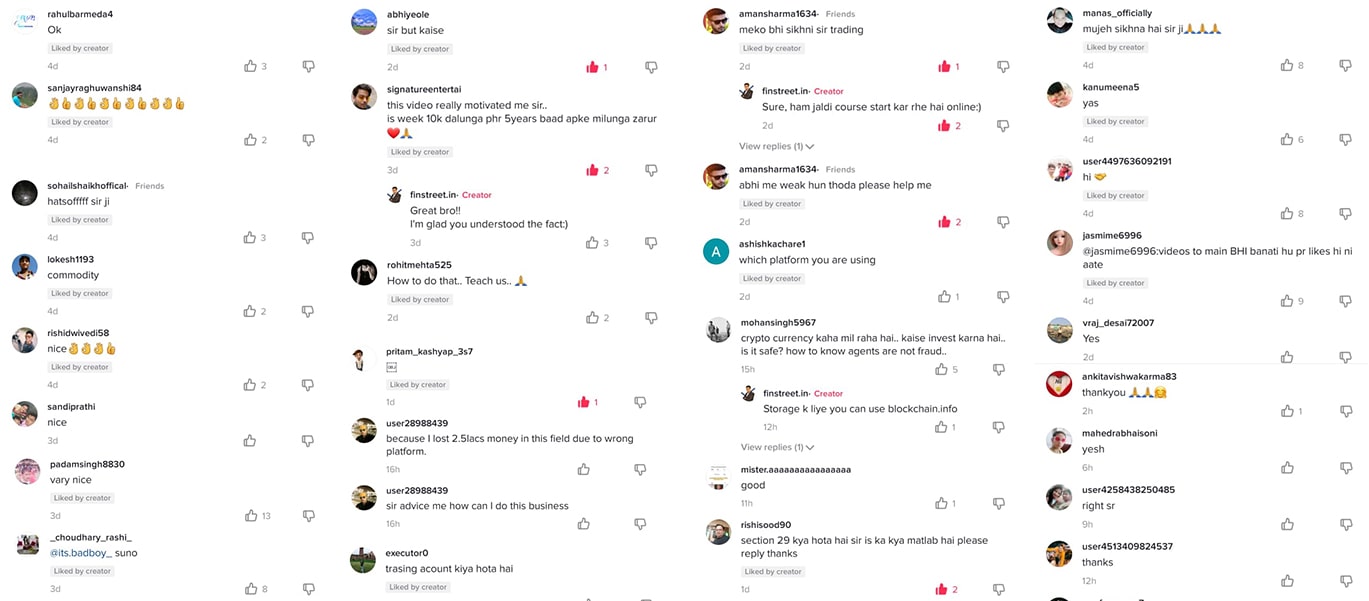 rahulbarmeda4
Ok
Liked by creator
4d
3
sanjayraghuwanshi84
👌👍👌👍👌👍👌👍👌👌👍
Liked by creator
4d
2
sohailshaikhoffical· Friends
hatsofffff sir ji
Liked by creator
4d
3
lokesh1193
commodity
Liked by creator
4d
2
rishidwivedi58
nice👌👌👌👍
Liked by creator
4d
2
sandiprathi
nice
3d
padamsingh8830
vary nice
Liked by creator
3d
13
_choudhary_rashi_
@its.badboy_ suno
Liked by creator
3d
8
abhiyeole
sir but kaise
Liked by creator
2d
1
signatureentertai
this video really motivated me sir..
is week 10k dalunga phr 5years baad apke milunga zarur
❤️🙏
Liked by creator
3d
2
finstreet.in· Creator
Great bro!!
I'm glad you understood the fact:)
3d
3
rohitmehta525
How to do that.. Teach us.. 🙏
Liked by creator
2d
2
pritam_kashyap_3s7
Liked by creator
1d
1
user28988439
because I lost 2.5lacs money in this field due to wrong
platform.
16h
user28988439
sir advice me how can I do this business
16h
executor0
trasing acount kiya hota hai
Liked by creator
amansharma1634· Friends
meko bhi sikhni sir trading
Liked by creator
2d
1
finstreet.in· Creator
Sure, ham jaldi course start kar rhe hai online:)
2d
2
View replies (1)
amansharma1634· Friends
abhi me weak hun thoda please help me
Liked by creator
2d
2
A
ashishkachare1
which platform you are using
Liked by creator
2d
1
mohansingh5967
crypto currency kaha mil raha hai.. kaise invest karna hai..
is it safe? how to know agents are not fraud..
15h
5
finstreet.in· Creator
Storage k liye you can use blockchain.info
12h
1
View replies (1)
mister.aaaaaaaaaaaaaaaa
good
11h
1
rishisood90
section 29 kya hota hai sir is ka kya matlab hai please
reply thanks
Liked by creator
1d
2
manas_officially
mujeh sikhna hai sir ji🙏🙏🙏
Liked by creator
4d
8
kanumeena5
yas
Liked by creator
4d
6
user4497636092191
hi 🤝
Liked by creator
4d
8
jasmime6996
@jasmime6996:videos to main BHI banati hu pr likes hi ni
aate
Liked by creator
4d
9
vraj_desai72007
Yes
2d
ankitavishwakarma83
thankyou 🙏🙏🤗
2h
1
mahedrabhaisoni
yesh
6h
user4258438250485
right sr
9h
user4513409824537
thanks
12h